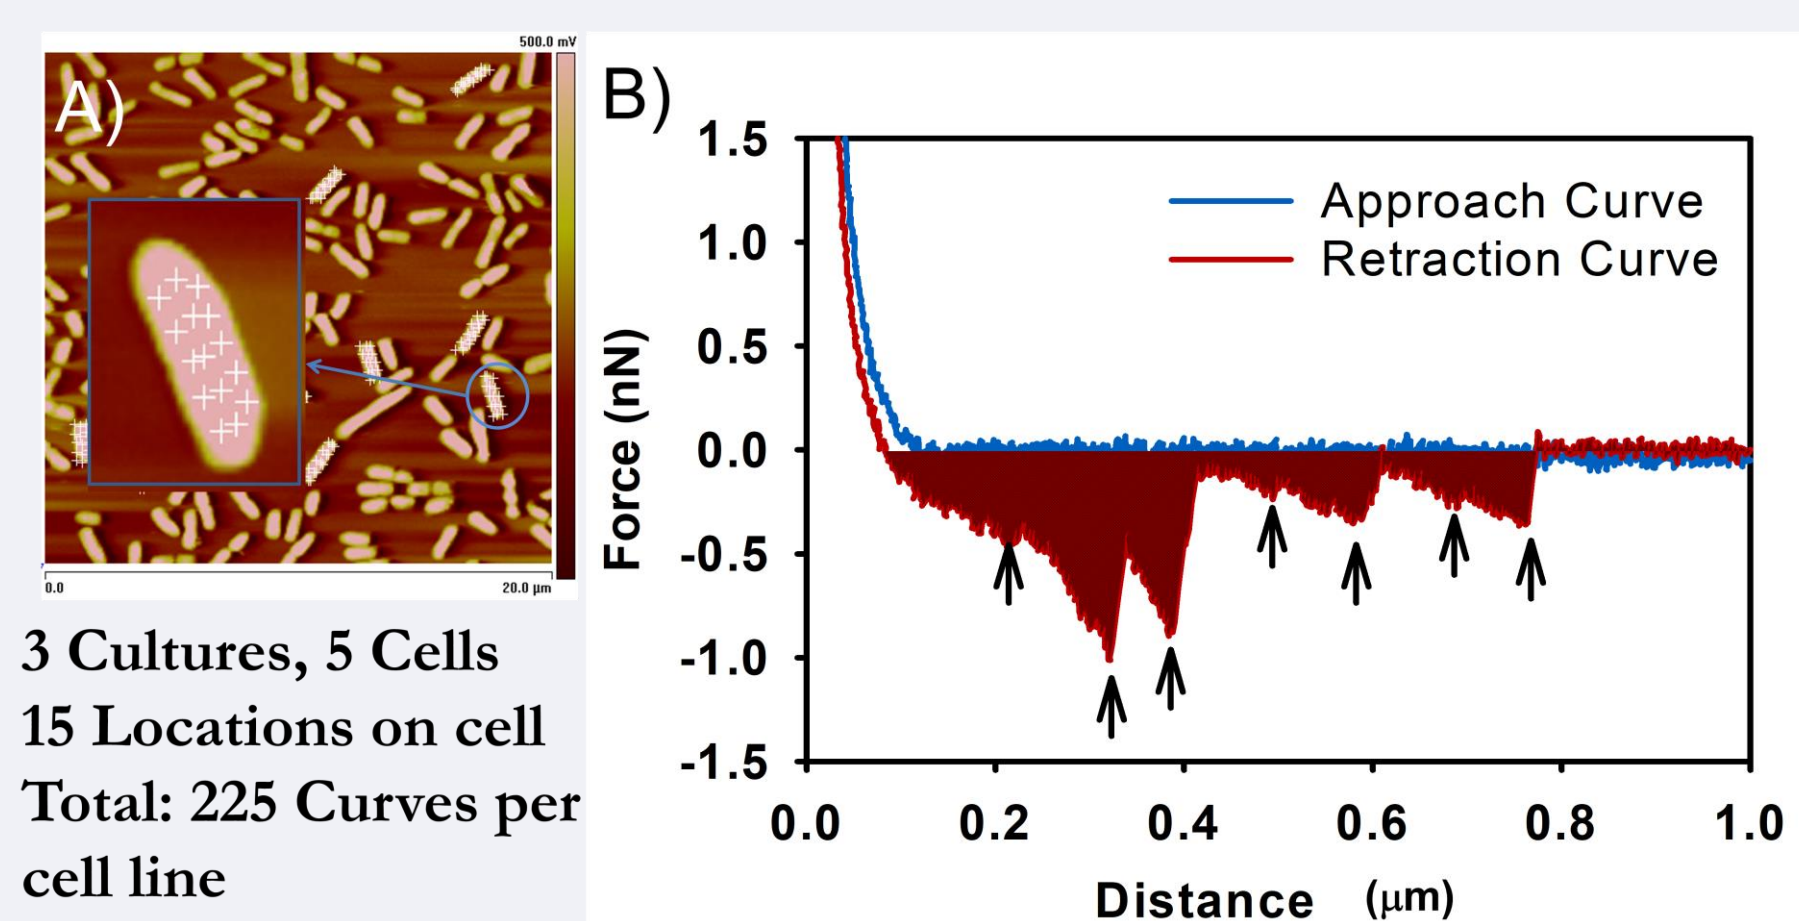 500.0 mV
A)
0.0
20.0 µm
3 Cultures, 5 Cells
15 Locations on cell
Total: 225 Curves per
cell line
B)
1.5
1.0
0.5
0.0
-0.5
-1.0
-1.5
Force (nN)
Approach Curve
Retraction Curve
0.0 0.2 0.4 0.6 0.8 1.0
Distance (µm)